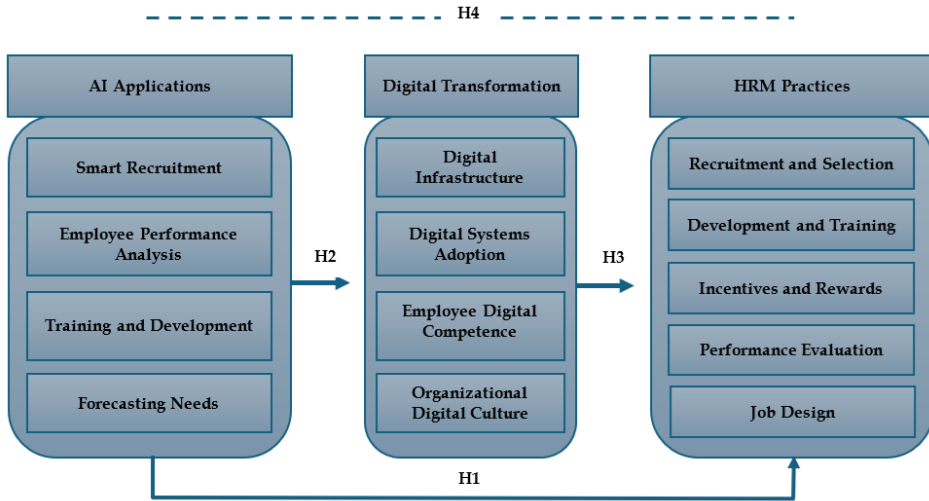 H4
AI Applications
Smart Recruitment
Employee Performance
Analysis
Training and Development
Forecasting Needs
H2
Digital Transformation
Digital
Infrastructure
Digital Systems
Adoption
Employee Digital
Competence
Organizational
Digital Culture
H3
HRM Practices
Recruitment and Selection
Development and Training
Incentives and Rewards
Performance Evaluation
Job Design
H1